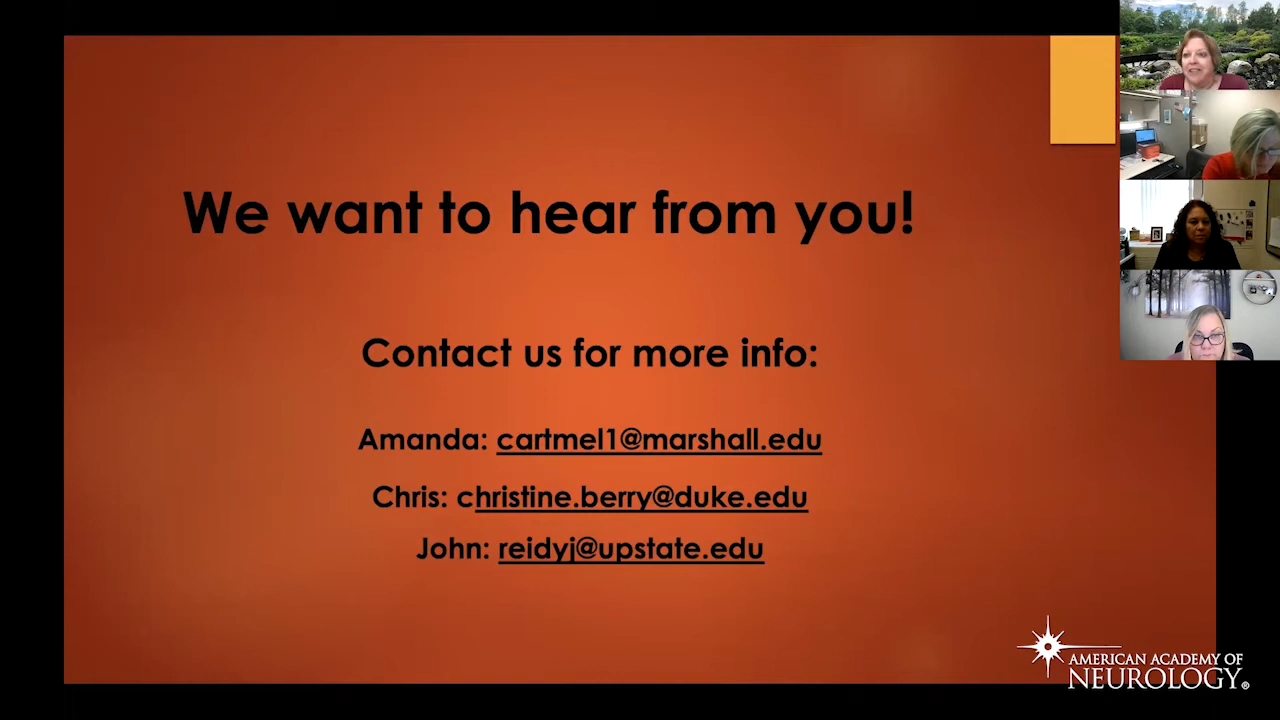 We want to hear from you!
Contact us for more info:
Amanda: cartmel1@marshall.edu
Chris: christine.berry@duke.edu
John: reidyj@upstate.edu
AMERICAN ACADEMY OF
NEUROLOGY®